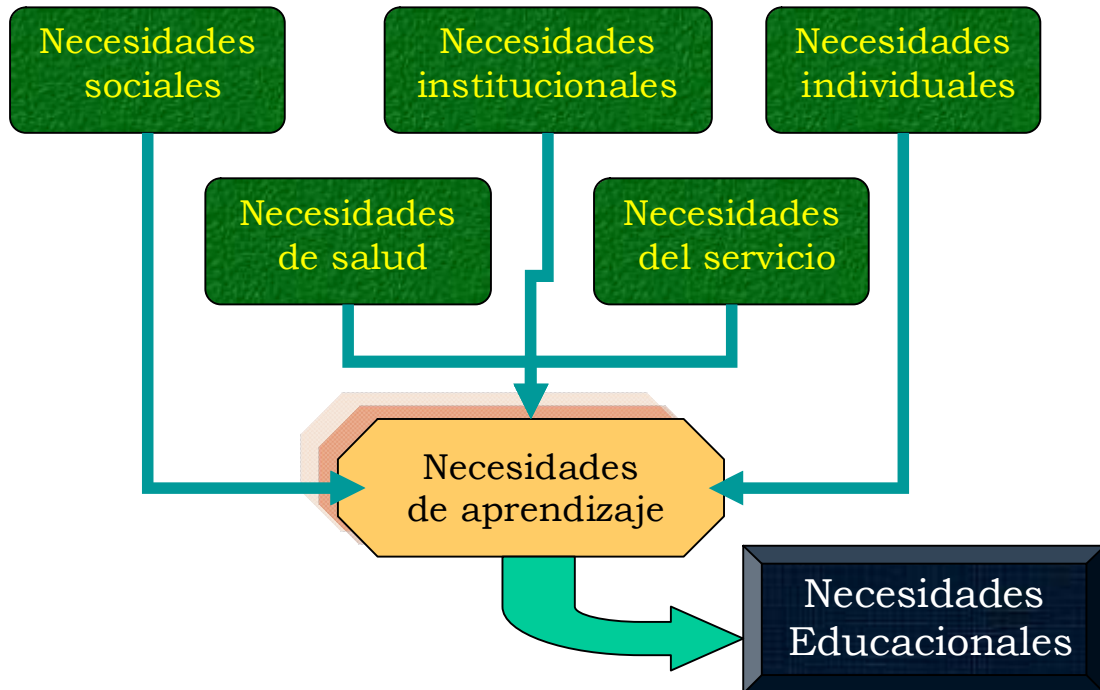 Necesidades
sociales
Necesidades
institucionales
Necesidades
individuales
Necesidades
de salud
Necesidades
del servicio
Necesidades
de aprendizaje
Necesidades
Educacionales